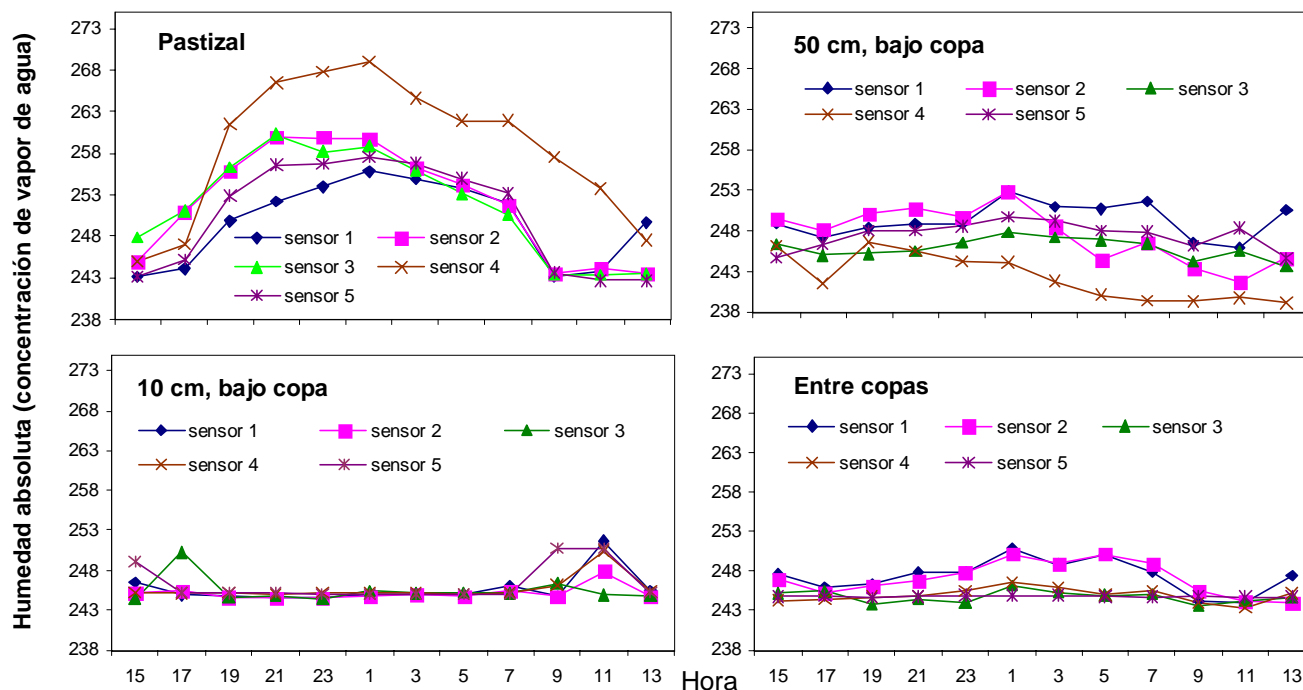 Humedad absoluta (concentración de vapor de agua)
Pastizal
273
268
263
258
253
248
243
238
sensor 1
sensor 2
sensor 3
sensor 4
sensor 5
50 cm, bajo copa
273
268
263
258
253
248
243
238
sensor 1
sensor 2
sensor 3
sensor 4
sensor 5
10 cm, bajo copa
273
268
263
258
253
248
243
238
sensor 1
sensor 2
sensor 3
sensor 4
sensor 5
15 17 19 21 23 1 3 5 7 9 11 13
Entre copas
273
268
263
258
253
248
243
238
sensor 1
sensor 2
sensor 3
sensor 4
sensor 5
15 17 19 21 23 1 3 5 7 9 11 13
Hora